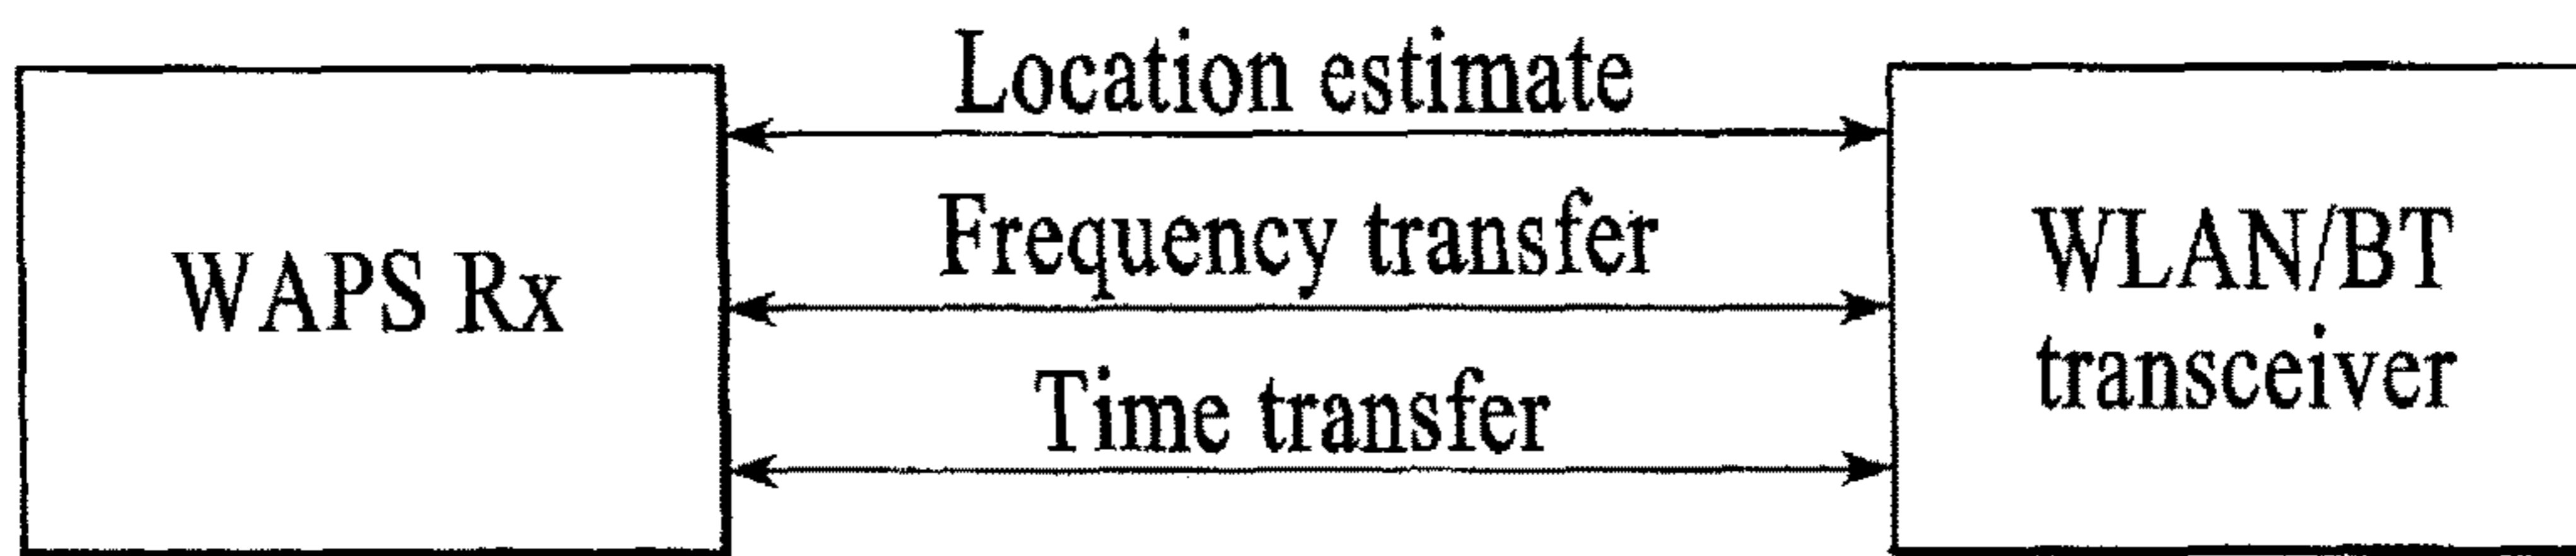 WAPS Rx
Location estimate
Frequency transfer
Time transfer
WLAN/BT
transceiver